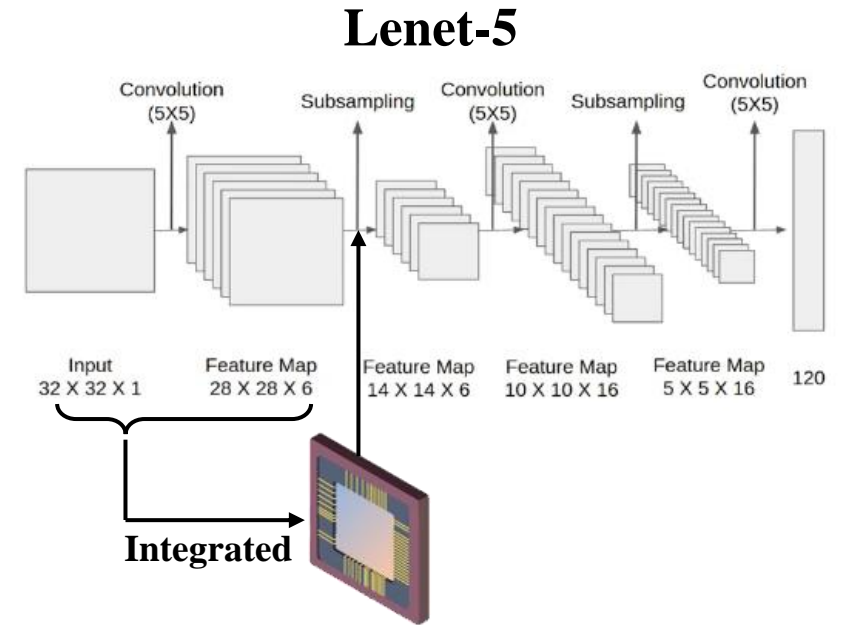 Lenet-5
Convolution
(5X5)
Subsampling
Convolution
(5X5)
Subsampling
Convolution
(5X5)
Input
32 X 32 X 1
Feature Map
28 X 28 X 6
Feature Map
14 X 14 X 6
Feature Map
10 X 10 X 16
Feature Map
5 X 5 X 16
120
Integrated